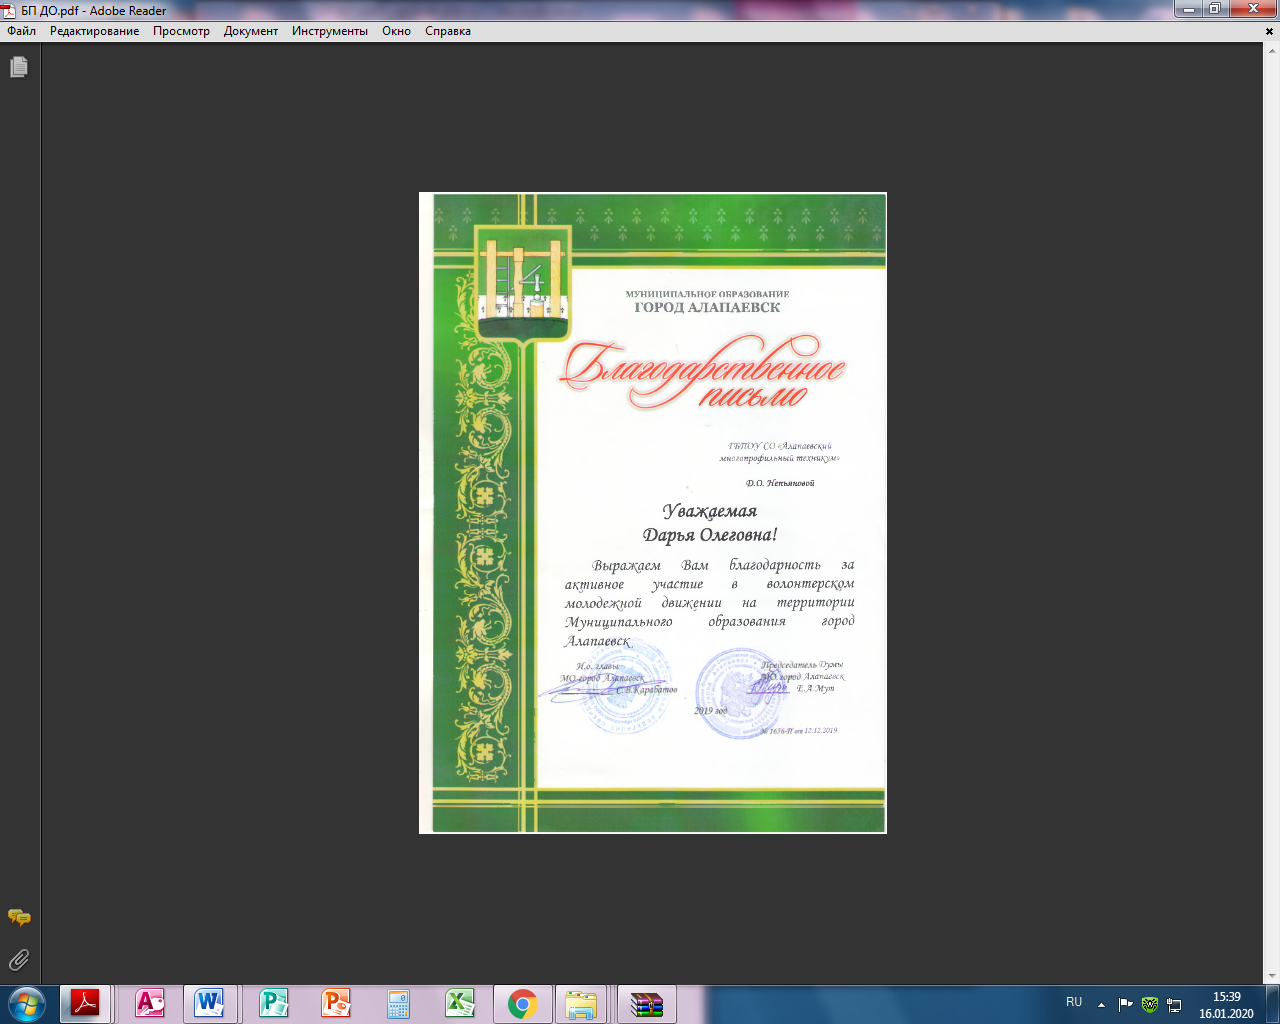 БП ДО.pdf - Adobe Reader
Файл Редактирование Просмотр Документ Инструменты Окно Справка
МУНИЦИПАЛЬНОЕ ОБРАЗОВАНИЕ
ГОРОД АЛАПАЕВСК
Благодарственное
письмо
ГБПОУ СО «Алапаевский
многопрофильный техникум»
Д.О. Непьяновой
Уважаемая
Дарья Олеговна!
Выражаем Вам благодарность за
активное участие в волонтерском
молодежной движении на территории
Муниципального образования город
Алапаевск.
И.о. главы
МО город Алапаевск
С.В.Карабатов
Председатель Думы
МО город Алапаевск
Е.А.Мут
2019 год
№ 1656-П от 12.12.2019
RU
15:39
16.01.2020